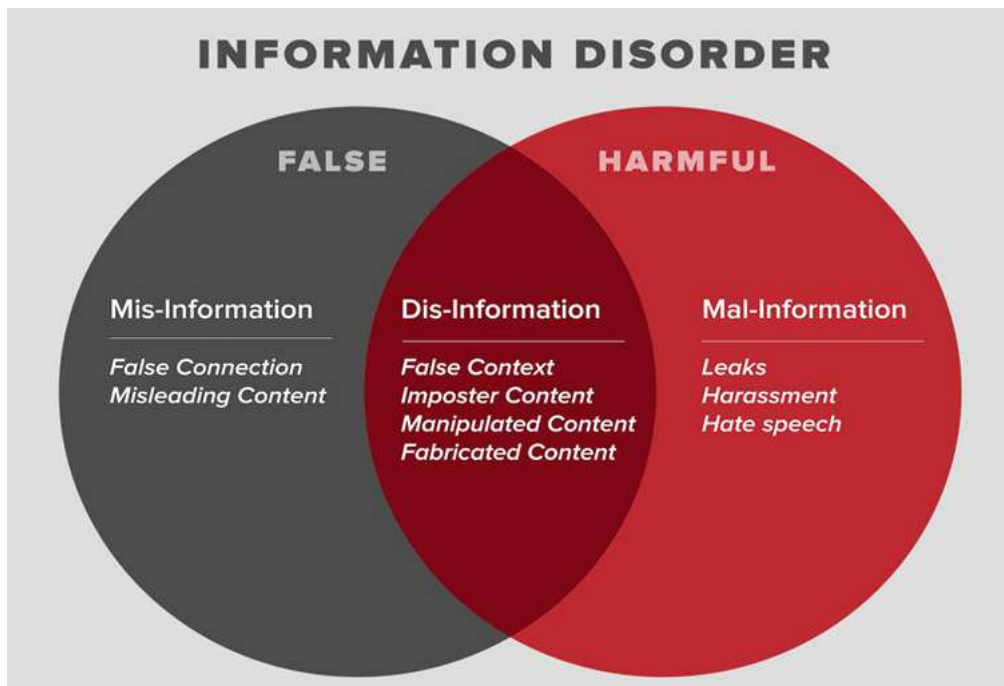 INFORMATION DISORDER
FALSE
HARMFUL
Mis-Information
False Connection
Misleading Content
Dis-Information
False Context
Imposter Content
Manipulated Content
Fabricated Content
Mal-Information
Leaks
Harassment
Hate speech